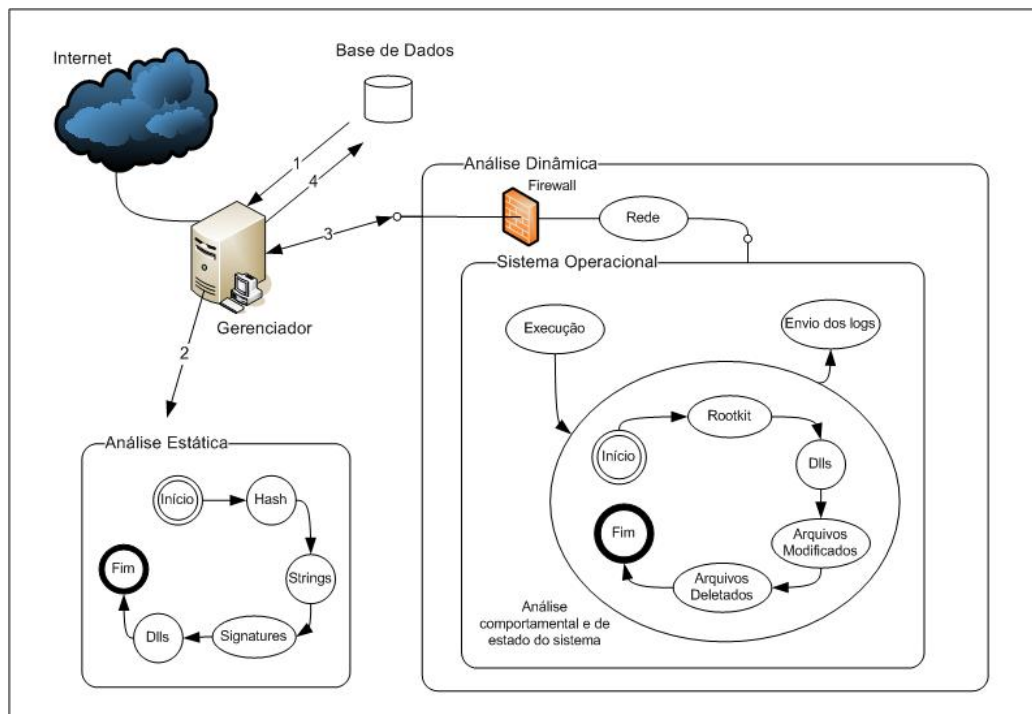 Internet
Base de Dados
1
4
3
Gerenciador
2
Análise Dinâmica
Firewall
Rede
Sistema Operacional
Execução
Envio dos logs
Início
Rootkit
Dlls
Arquivos
Modificados
Arquivos
Deletados
Fim
Análise
comportamental e de
estado do sistema
Análise Estática
Início
Hash
Strings
Signatures
Dlls
Fim